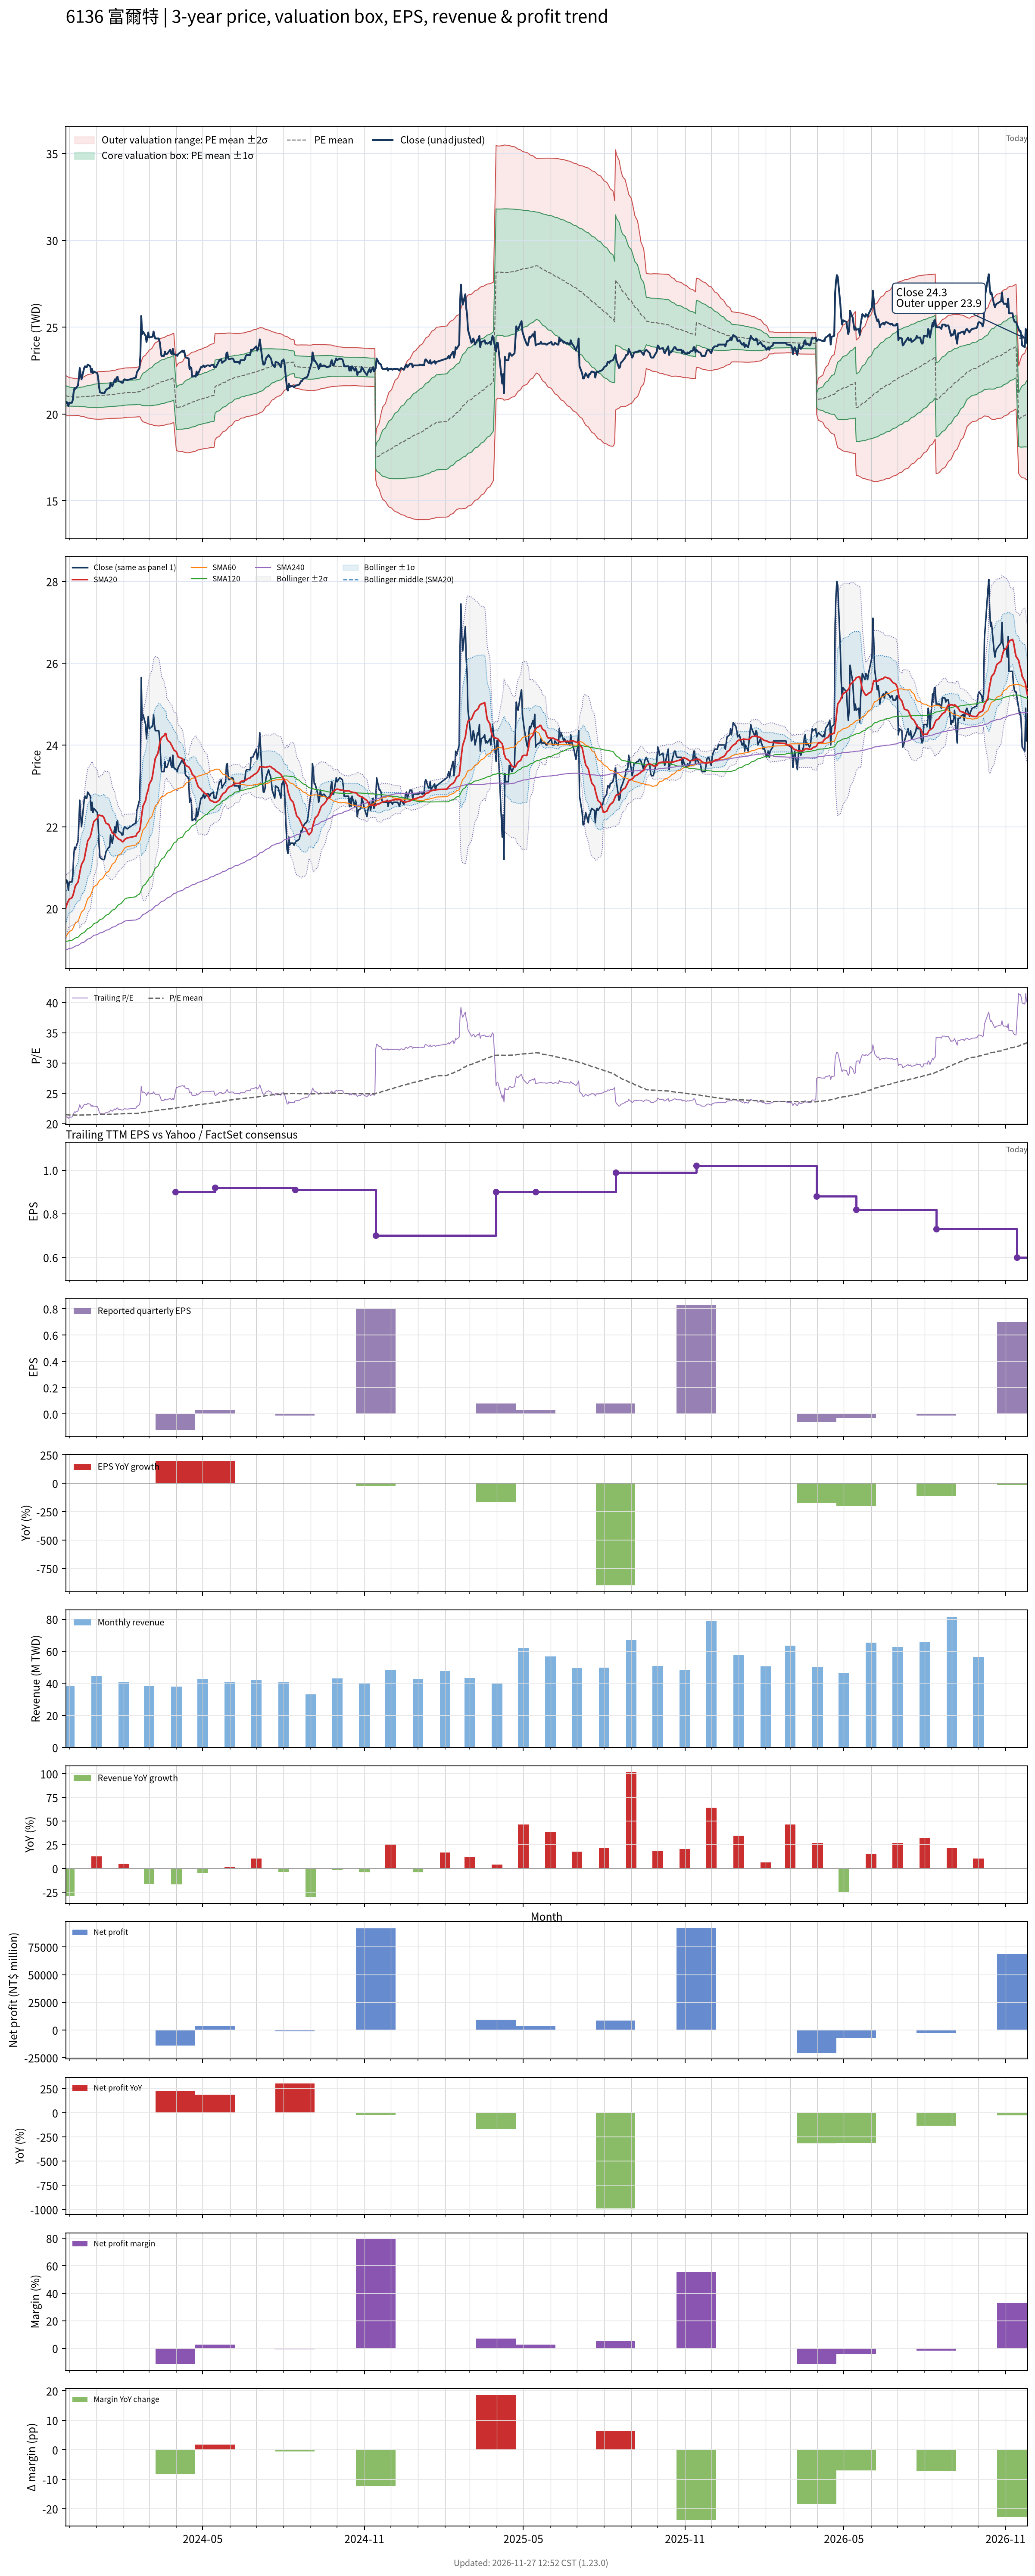 6136 富爾特 | 3-year price, valuation box, EPS, revenue & profit trend
Outer valuation range: PE mean ±2σ
PE mean
Close (unadjusted)
Core valuation box: PE mean ±1σ
Today
Close 24.3
Outer upper 23.9
Price (TWD)
35
30
25
20
15
Close (same as panel 1)
SMA20
SMA60
SMA120
SMA240
Bollinger ±2σ
Bollinger ±1σ
Bollinger middle (SMA20)
Price
28
26
24
22
20
Trailing P/E
P/E mean
P/E
40
35
30
25
20
Trailing TTM EPS vs Yahoo / FactSet consensus
Today
EPS
1.0
0.8
0.6
Reported quarterly EPS
EPS
0.8
0.6
0.4
0.2
0.0
EPS YoY growth
YoY (%)
250
0
-250
-500
-750
Monthly revenue
Revenue (M TWD)
80
60
40
20
0
Revenue YoY growth
YoY (%)
100
75
50
25
0
-25
Month
Net profit
Net profit (NT$ million)
75000
50000
25000
0
-25000
Net profit YoY
YoY (%)
250
0
-250
-500
-750
-1000
Net profit margin
Margin (%)
80
60
40
20
0
Margin YoY change
Δ margin (pp)
20
10
0
-10
-20
2024-05
2024-11
2025-05
2025-11
2026-05
2026-11
Updated: 2026-11-27 12:52 CST (1.23.0)